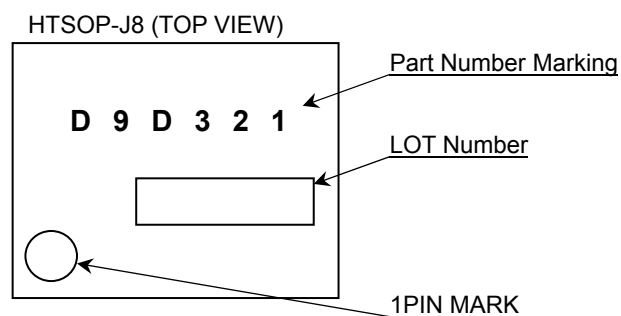 HTSOP-J8 (TOP VIEW)
Part Number Marking
D 9 D 3 2 1
LOT Number
1PIN MARK